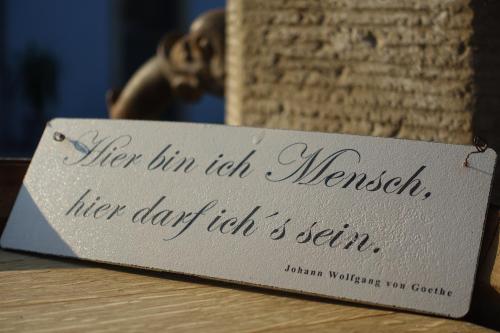 Hier bin ich Mensch,
hier darf ich´s sein.
Johann Wolfgang von Goethe